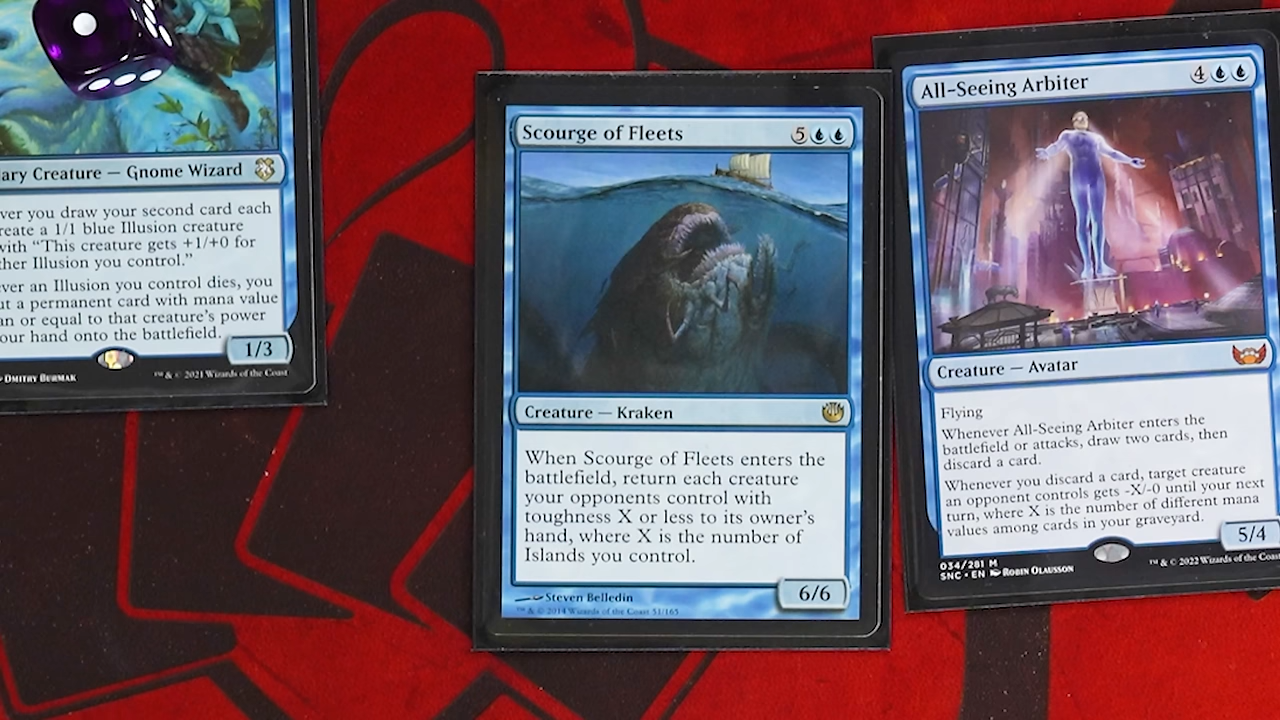 Creature — Gnome Wizard
you draw your second card each
a 1/1 blue Illusion creature
with “This creature gets +1/+0 for
Illusion you control.”
an Illusion you control dies, you
a permanent card with mana value
or equal to that creature's power
hand onto the battlefield.
1/3
DMITRY BURMAK
™ & © 2021 Wizards of the Coast
Scourge of Fleets
5
Creature — Kraken
When Scourge of Fleets enters the
battlefield, return each creature
your opponents control with
toughness X or less to its owner's
hand, where X is the number of
Islands you control.
6/6
Steven Belledin
™ & © 2014 Wizards of the Coast 51/165
All-Seeing Arbiter
4
Creature — Avatar
Flying
Whenever All-Seeing Arbiter enters the
battlefield or attacks, draw two cards, then
discard a card.
Whenever you discard a card, target creature
an opponent controls gets -X/-0 until your next
turn, where X is the number of different mana
values among cards in your graveyard.
5/4
034/281 M
SNC • EN ROBIN OLAUSSON
™ & © 2022 Wizards of the Coast